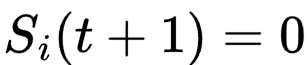 S_i(t + 1) = 0